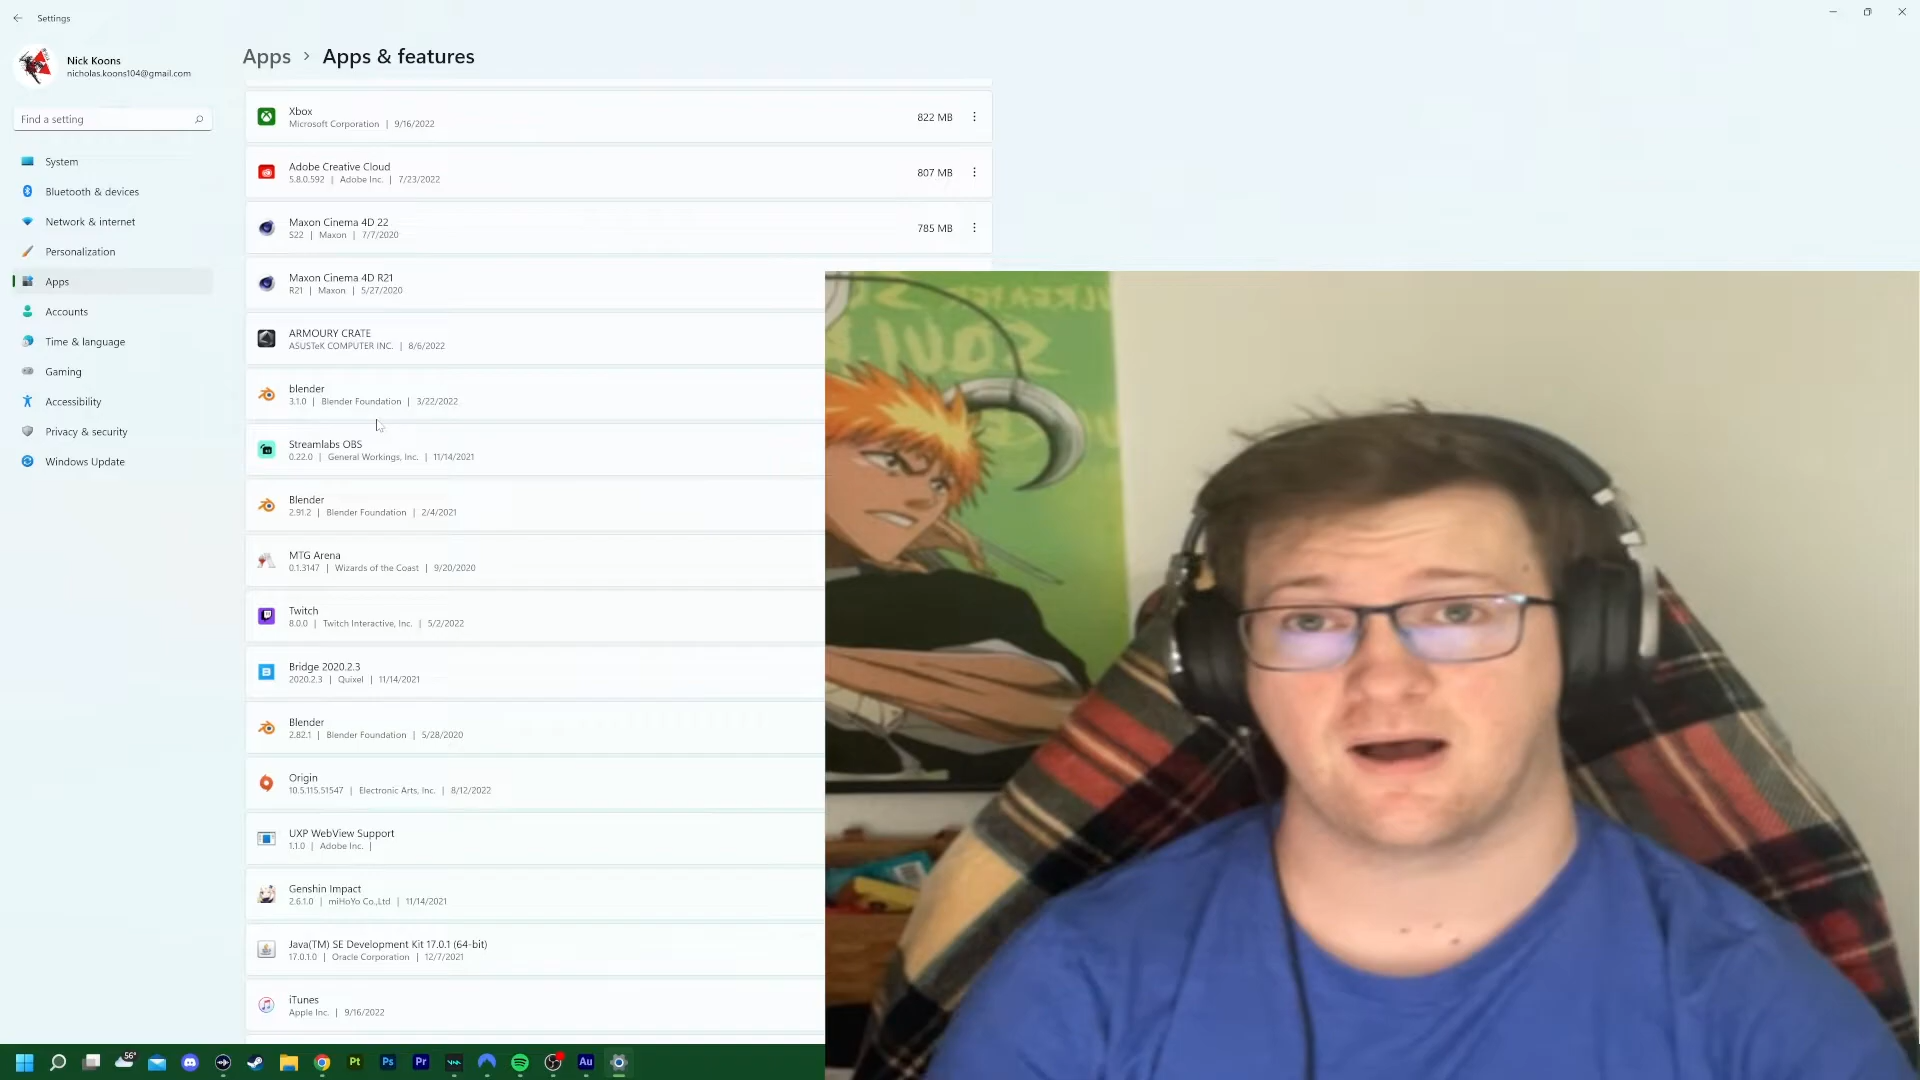 Settings
Nick Koons
nicholas.koons104@gmail.com
Find a setting
System
Bluetooth & devices
Network & internet
Personalization
Apps
Accounts
Time & language
Gaming
Accessibility
Privacy & security
Windows Update
Apps > Apps & features
Xbox
Microsoft Corporation | 9/16/2022
822 MB
Adobe Creative Cloud
5.8.0.592 | Adobe Inc. | 7/23/2022
807 MB
Maxon Cinema 4D 22
S22 | Maxon | 7/7/2020
785 MB
Maxon Cinema 4D R21
R21 | Maxon | 5/27/2020
ARMOURY CRATE
ASUSTeK COMPUTER INC. | 8/6/2022
blender
3.1.0 | Blender Foundation | 3/22/2022
Streamlabs OBS
0.22.0 | General Workings, Inc. | 11/14/2021
Blender
2.91.2 | Blender Foundation | 2/4/2021
MTG Arena
0.1.3147 | Wizards of the Coast | 9/20/2020
Twitch
8.0.0 | Twitch Interactive, Inc. | 5/2/2022
Bridge 2020.2.3
2020.2.3 | Quixel | 11/14/2021
Blender
2.82.1 | Blender Foundation | 5/28/2020
Origin
10.5.115.51547 | Electronic Arts, Inc. | 8/12/2022
UXP WebView Support
1.1.0 | Adobe Inc. |
Genshin Impact
2.6.1.0 | miHoYo Co.,Ltd | 11/14/2021
Java(TM) SE Development Kit 17.0.1 (64-bit)
17.0.1.0 | Oracle Corporation | 12/7/2021
iTunes
Apple Inc. | 9/16/2022
56°
Pt
Ps
Pr
Au